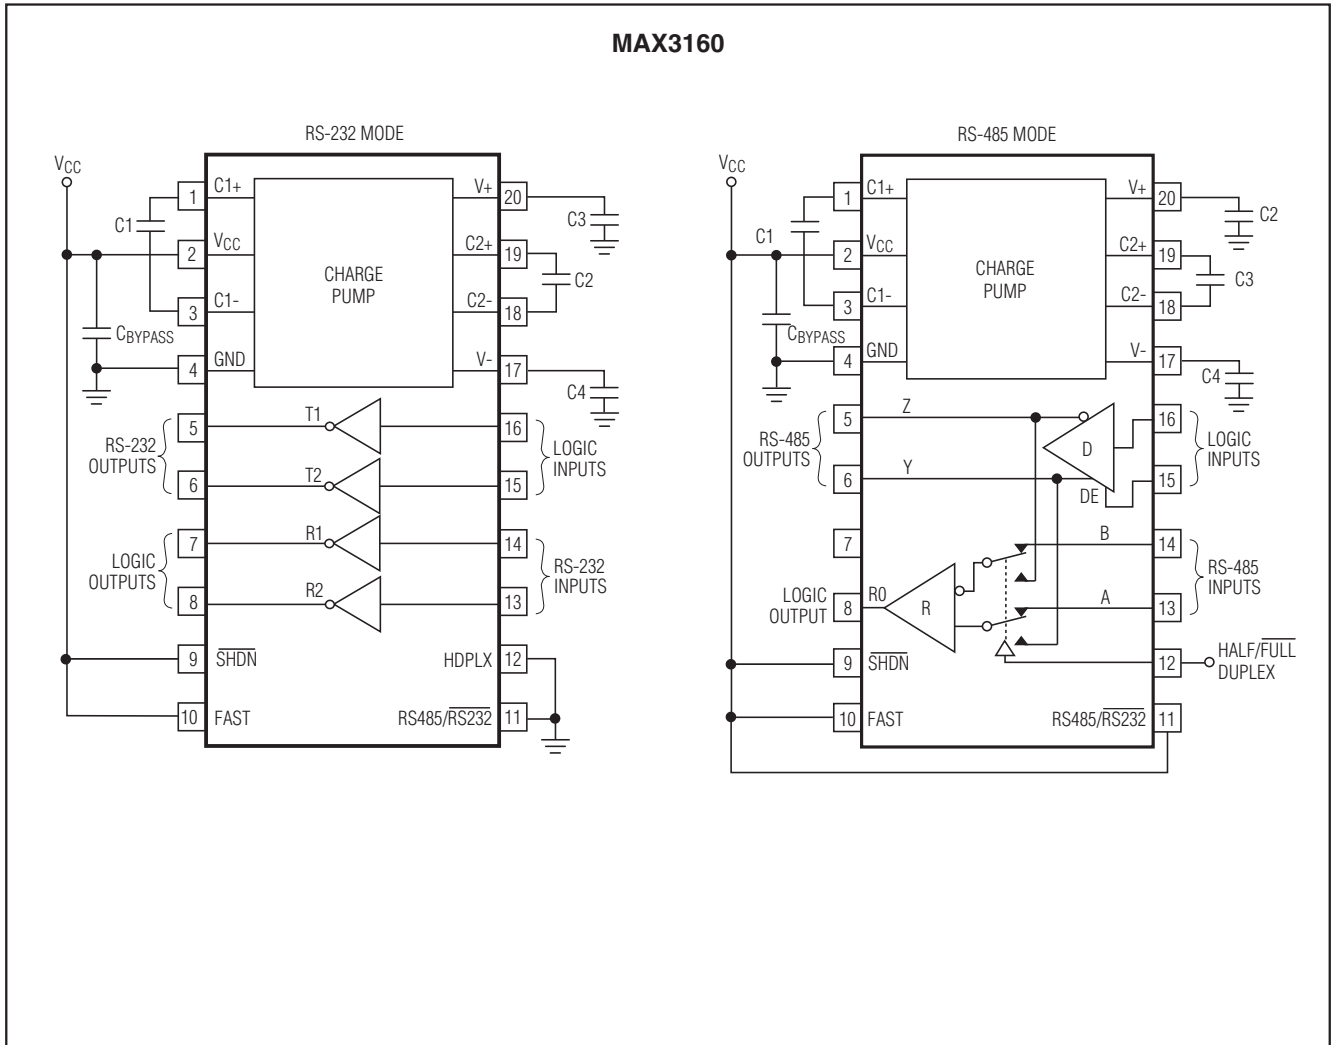 MAX3160
RS-232 MODE
VCC
1
C1+
V+
20
C1
C3
2
VCC
C2+
19
CHARGE
PUMP
C2
3
C1-
C2-
18
CBYPASS
4
GND
V-
17
C4
5
T1
16
RS-232
OUTPUTS
LOGIC
INPUTS
6
T2
15
7
R1
14
LOGIC
OUTPUTS
RS-232
INPUTS
8
R2
13
9
SHDN
HDPLX
12
10
FAST
RS485/RS232
11
RS-485 MODE
VCC
1
C1+
V+
20
C2
C1
2
VCC
C2+
19
CHARGE
PUMP
C3
3
C1-
C2-
18
CBYPASS
4
GND
V-
17
C4
5
Z
16
RS-485
OUTPUTS
D
LOGIC
INPUTS
6
Y
DE
15
7
B
14
RS-485
INPUTS
LOGIC
OUTPUT
8
R0
R
A
13
9
SHDN
12
HALF/FULL
DUPLEX
10
FAST
RS485/RS232
11